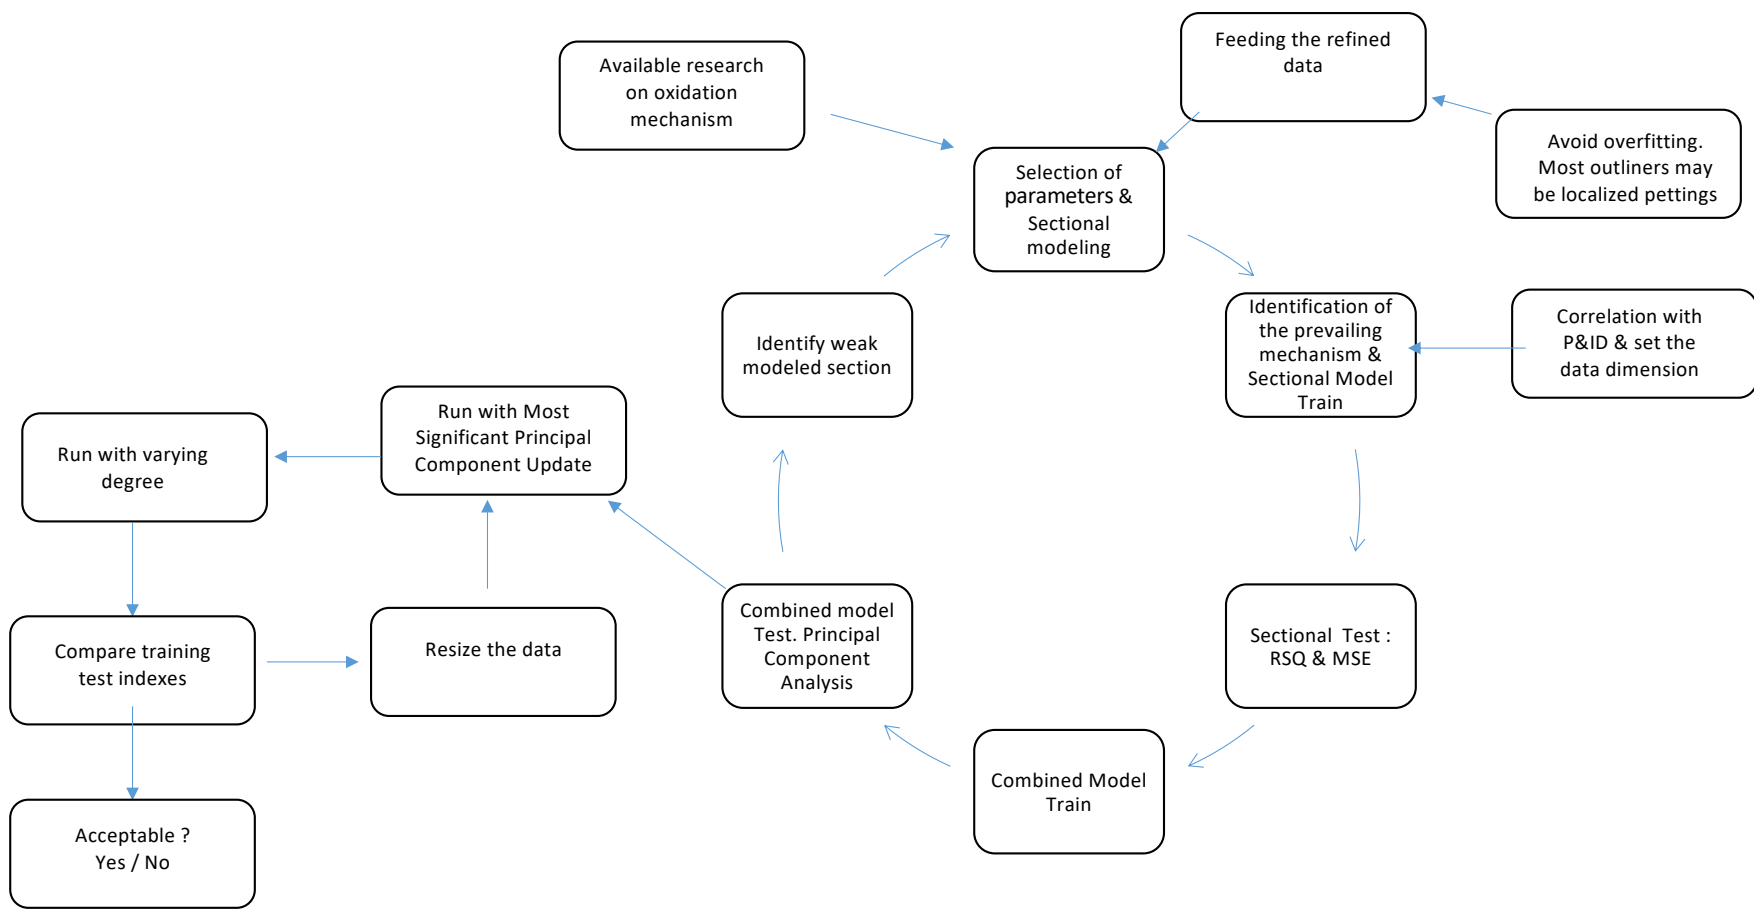 Available research
on oxidation
mechanism
Feeding the refined
data
Avoid overfitting.
Most outliners may
be localized pettings
Selection of
parameters &
Sectional
modeling
Identification of
the prevailing
mechanism &
Sectional Model
Train
Correlation with
P&ID & set the
data dimension
Identify weak
modeled section
Run with Most
Significant Principal
Component Update
Run with varying
degree
Compare training
test indexes
Resize the data
Combined model
Test. Principal
Component
Analysis
Sectional Test :
RSQ & MSE
Combined Model
Train
Acceptable ?
Yes / No